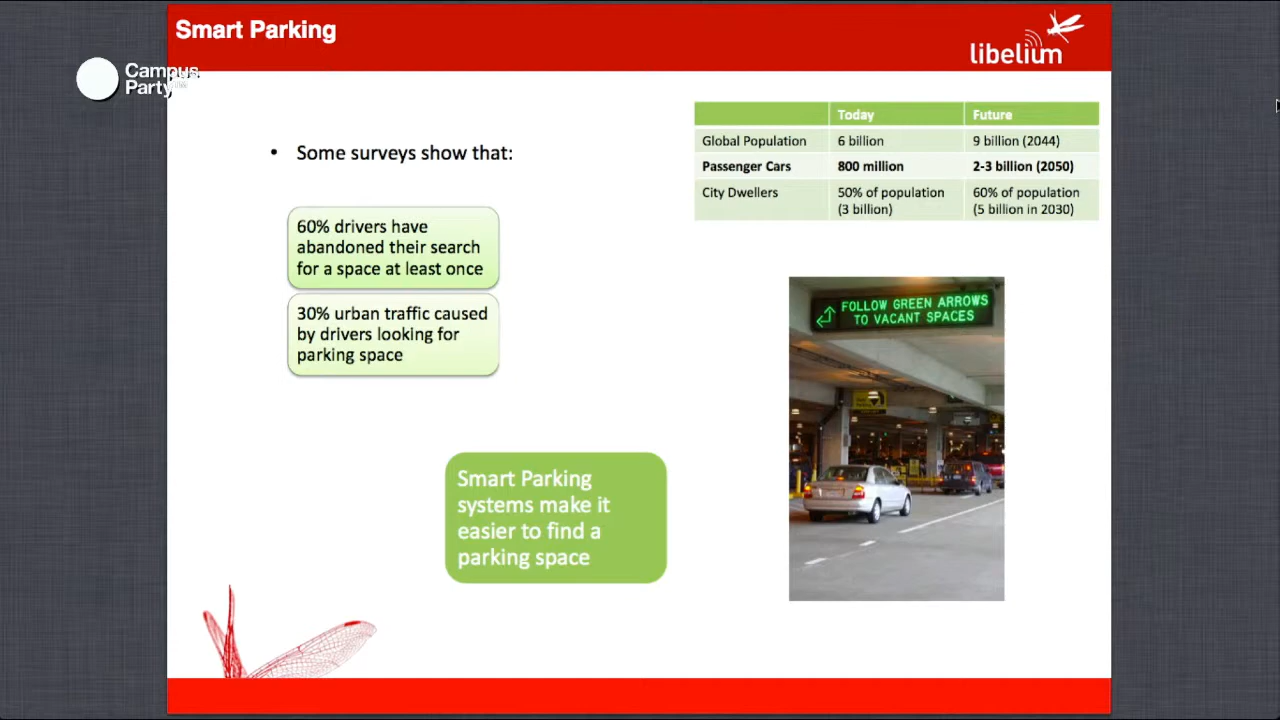 Smart Parking
libelium
Campus
Party
• Some surveys show that:
60% drivers have
abandoned their search
for a space at least once
30% urban traffic caused
by drivers looking for
parking space
Today Future
Global Population 6 billion 9 billion (2044)
Passenger Cars 800 million 2-3 billion (2050)
City Dwellers 50% of population 60% of population
(3 billion) (5 billion in 2030)
FOLLOW GREEN ARROWS
TO VACANT SPACES
Smart Parking
systems make it
easier to find a
parking space